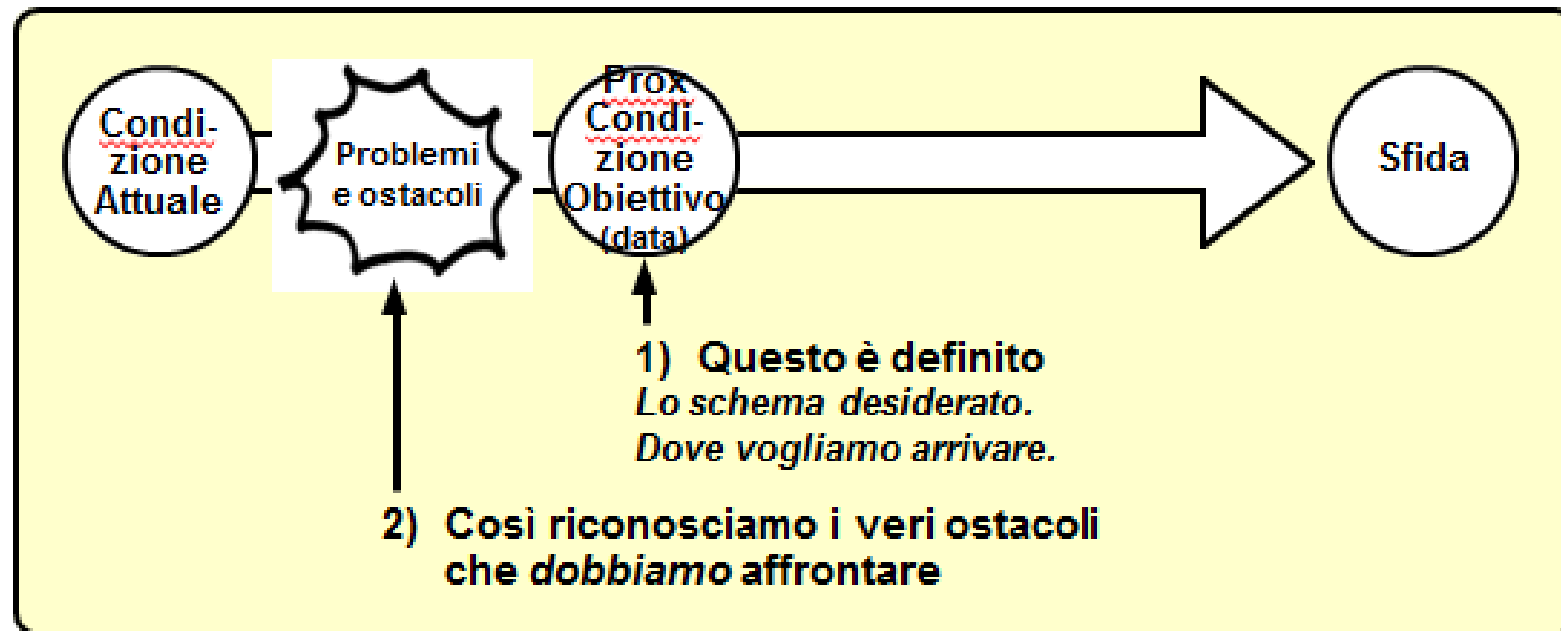 Condi-
zione
Attuale
Problemi
e ostacoli
Prox
Condi-
zione
Obiettivo
(data)
Sfida
1) Questo è definito
Lo schema desiderato.
Dove vogliamo arrivare.
2) Così riconosciamo i veri ostacoli
che dobbiamo affrontare